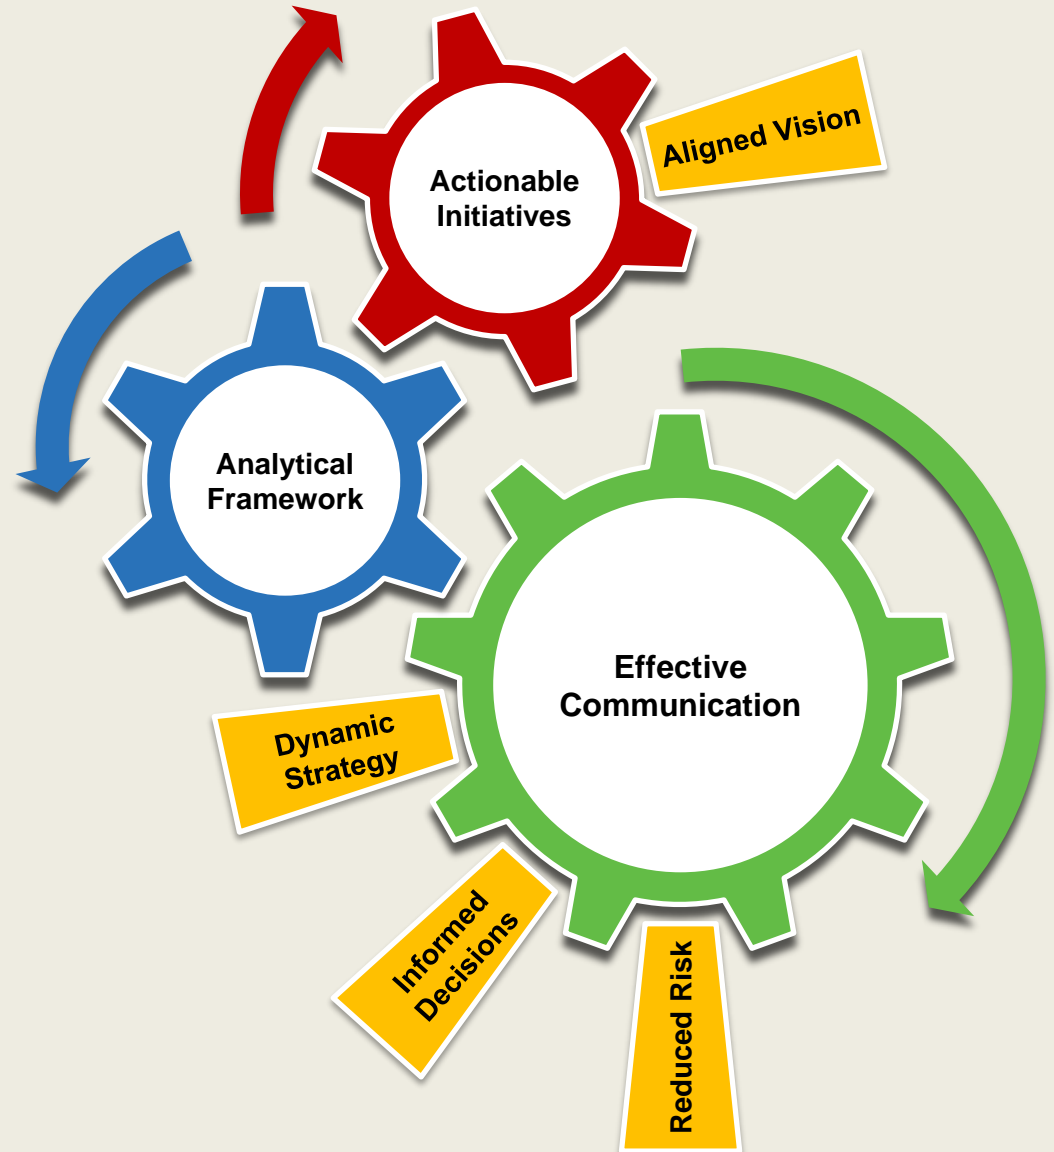 Actionable
Initiatives
Aligned Vision
Analytical
Framework
Effective
Communication
Dynamic
Strategy
Informed
Decisions
Reduced Risk